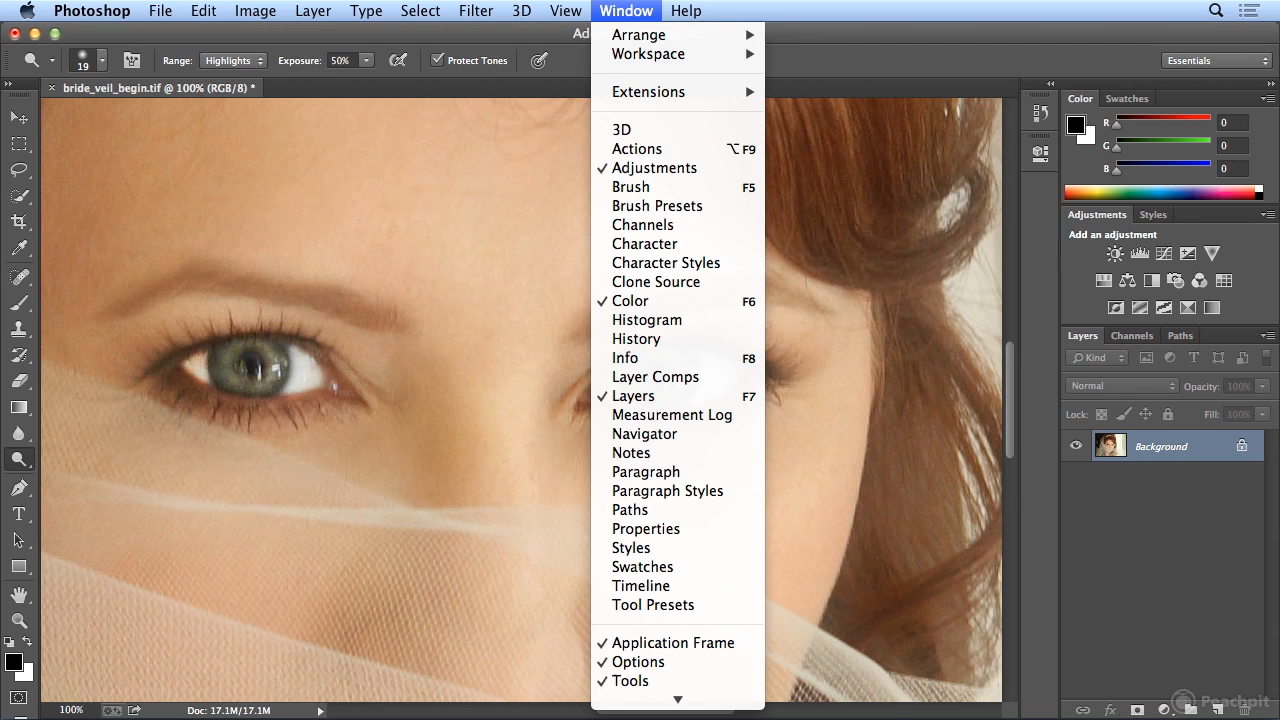 Photoshop File Edit Image Layer Type Select Filter 3D View Window Help
Ad
19 Range: Highlights Exposure: 50% Protect Tones Essentials
× bride_veil_begin.tif @ 100% (RGB/8) *
Arrange
Workspace
Extensions
3D
Actions ⌥F9
✓ Adjustments
Brush F5
Brush Presets
Channels
Character
Character Styles
Clone Source
✓ Color F6
Histogram
History
Info F8
Layer Comps
✓ Layers F7
Measurement Log
Navigator
Notes
Paragraph
Paragraph Styles
Paths
Properties
Styles
Swatches
Timeline
Tool Presets
✓ Application Frame
✓ Options
✓ Tools
Color Swatches
R 0
G 0
B 0
Adjustments Styles
Add an adjustment
Layers Channels Paths
Kind
Normal Opacity: 100%
Lock: Fill: 100%
Background
100% Doc: 17.1M/17.1M
Peachpit